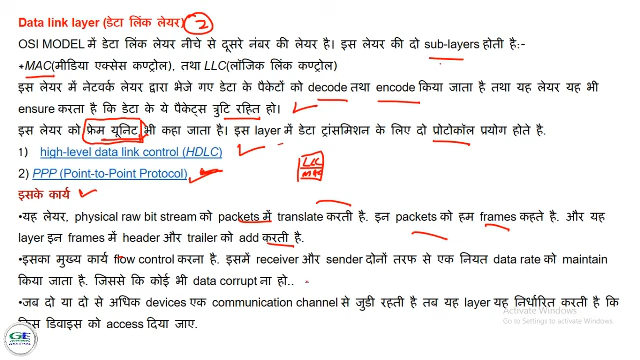 Data link layer (डेटा लिंक लेयर) 2
OSI MODEL में डेटा लिंक लेयर नीचे से दूसरे नंबर की लेयर है। इस लेयर की दो sub-layers होती है:-
•MAC(मीडिया एक्सेस कण्ट्रोल), तथा LLC(लॉजिक लिंक कण्ट्रोल)
इस लेयर में नेटवर्क लेयर द्वारा भेजे गए डेटा के पैकेटों को decode तथा encode किया जाता है तथा यह लेयर यह भी
ensure करता है कि डेटा के ये पैकेट्स त्रुटि रहित हो।
इस लेयर को फ्रेम यूनिट भी कहा जाता है। इस layer में डेटा ट्रांसमिशन के लिए दो प्रोटोकॉल प्रयोग होते है.
1) high-level data link control (HDLC)
LLC
MAC
2) PPP (Point-to-Point Protocol)
इसके कार्य
•यह लेयर, physical raw bit stream को packets में translate करती है। इन packets को हम frames कहते है। और यह
layer इन frames में header और trailer को add करती है।
•इसका मुख्य कार्य flow control करना है। इसमें receiver और sender दोनों तरफ से एक नियत data rate को maintain
किया जाता है। जिससे कि कोई भी data corrupt ना हो..
•जब दो या दो से अधिक devices एक communication channel से जुडी रहती है तब यह layer यह निर्धारित करती है कि
किस डिवाइस को access दिया जाए.
Activate Windows
Go to Settings to activate Windows.
GE